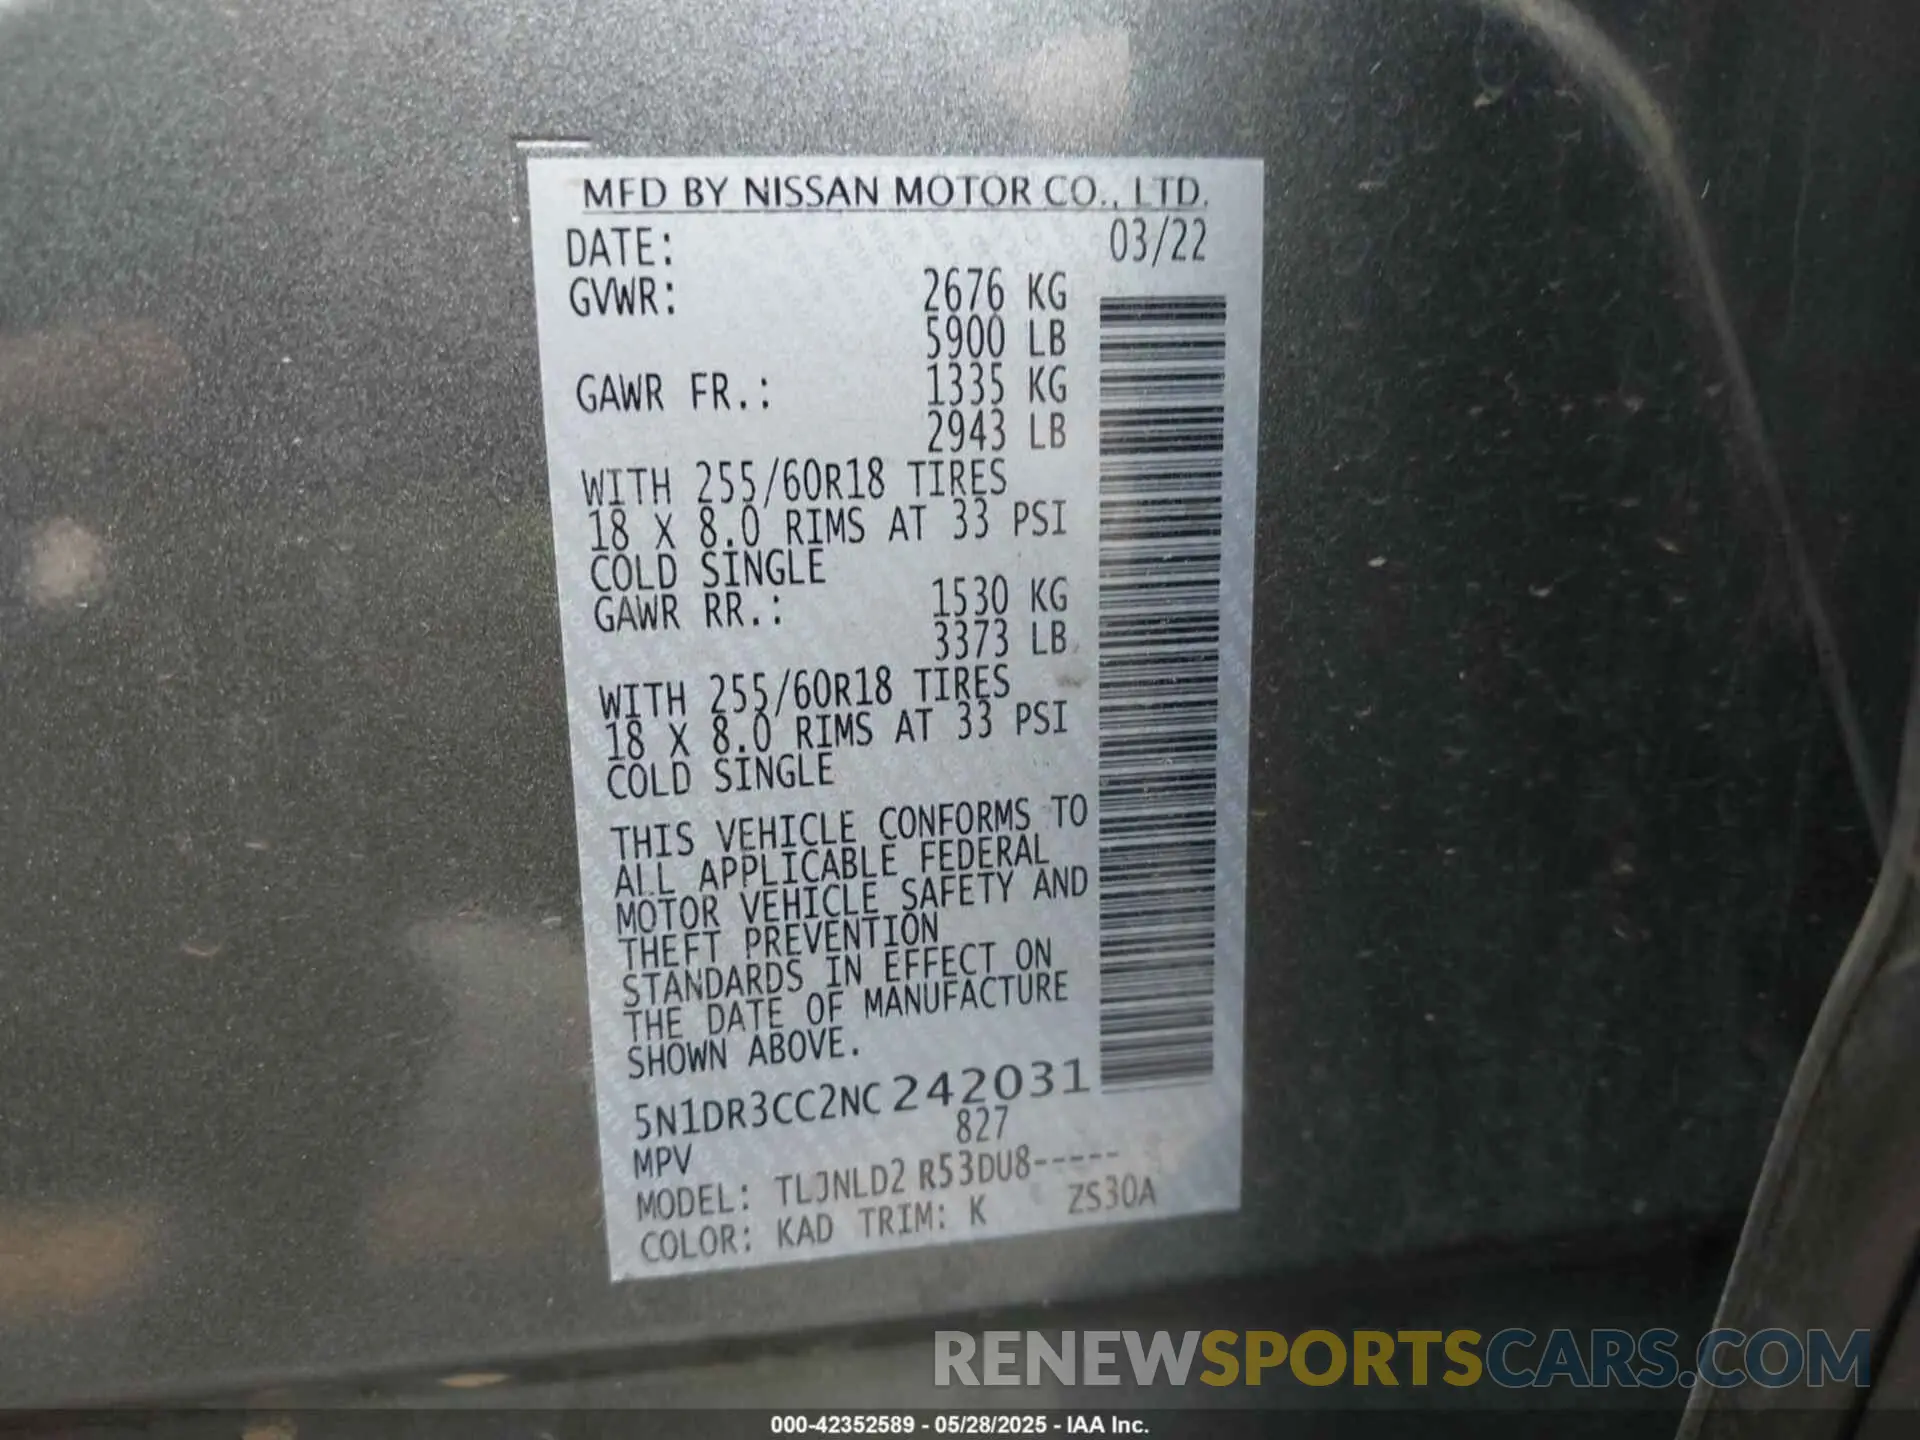 MFD BY NISSAN MOTOR CO., LTD.
DATE: 03/22
GVWR: 2676 KG
5900 LB
GAWR FR.: 1335 KG
2943 LB
WITH 255/60R18 TIRES
18 X 8.0 RIMS AT 33 PSI
COLD SINGLE
GAWR RR.: 1530 KG
3373 LB
WITH 255/60R18 TIRES
18 X 8.0 RIMS AT 33 PSI
COLD SINGLE
THIS VEHICLE CONFORMS TO
ALL APPLICABLE FEDERAL
MOTOR VEHICLE SAFETY AND
THEFT PREVENTION
STANDARDS IN EFFECT ON
THE DATE OF MANUFACTURE
SHOWN ABOVE.
5N1DR3CC2NC242031
827
MPV
MODEL: TLJNLD2 R53DU8-----
COLOR: KAD TRIM: K ZS30A
RENEWSPORTSCARS.COM
000-42352589 - 05/28/2025 - IAA Inc.